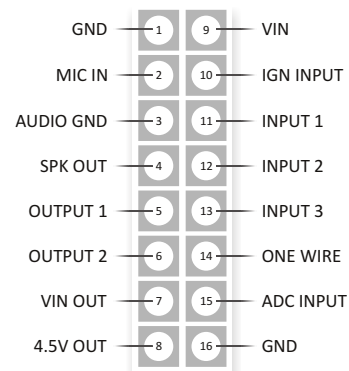 GND 1 9 VIN
MIC IN 2 10 IGN INPUT
AUDIO GND 3 11 INPUT 1
SPK OUT 4 12 INPUT 2
OUTPUT 1 5 13 INPUT 3
OUTPUT 2 6 14 ONE WIRE
VIN OUT 7 15 ADC INPUT
4.5V OUT 8 16 GND